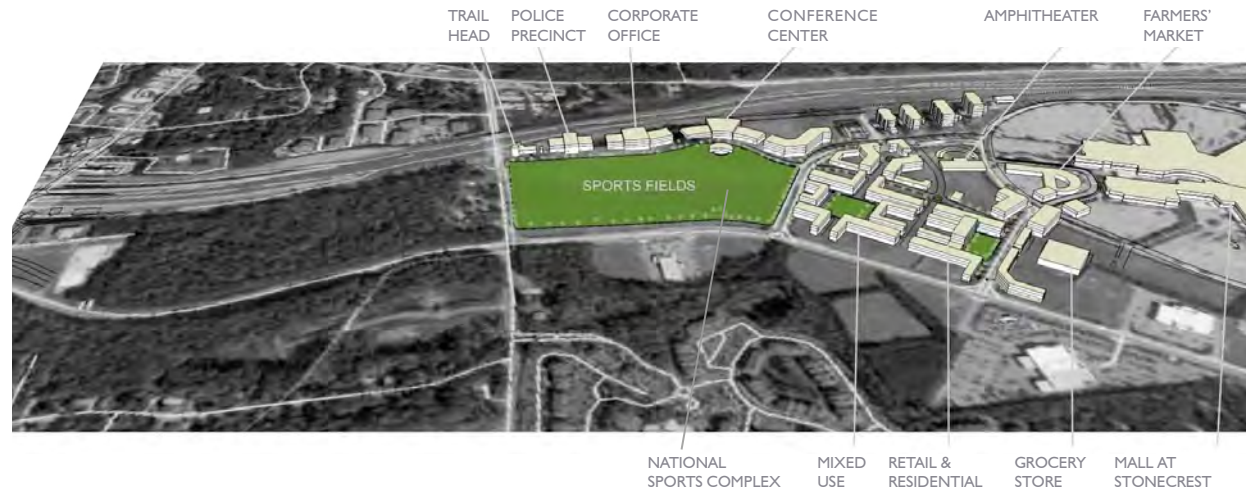 TRAIL
HEAD
POLICE
PRECINCT
CORPORATE
OFFICE
CONFERENCE
CENTER
AMPHITHEATER
FARMERS’
MARKET
SPORTS FIELDS
NATIONAL
SPORTS COMPLEX
MIXED
USE
RETAIL &
RESIDENTIAL
GROCERY
STORE
MALL AT
STONECREST